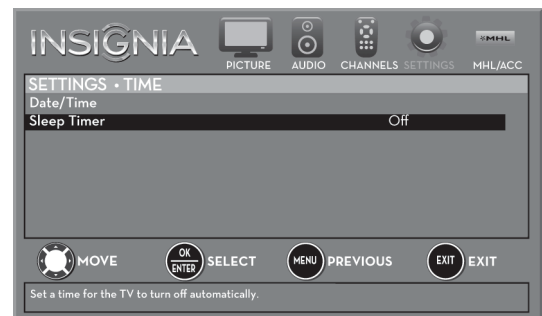 INSIGNIA
PICTURE AUDIO CHANNELS SETTINGS MHL/ACC
MHL
SETTINGS • TIME
Date/Time
Sleep Timer Off
MOVE OK ENTER SELECT MENU PREVIOUS EXIT EXIT
Set a time for the TV to turn off automatically.